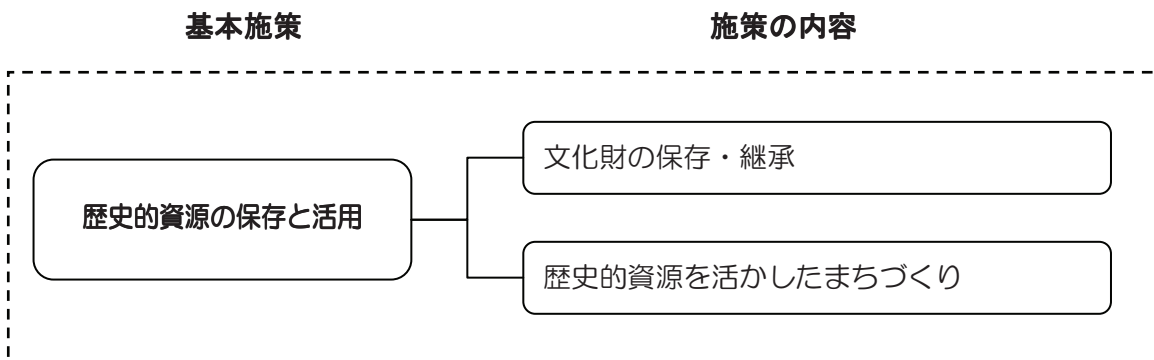 基本施策
施策の内容
文化財の保存・継承
歴史的資源の保存と活用
歴史的資源を活かしたまちづくり